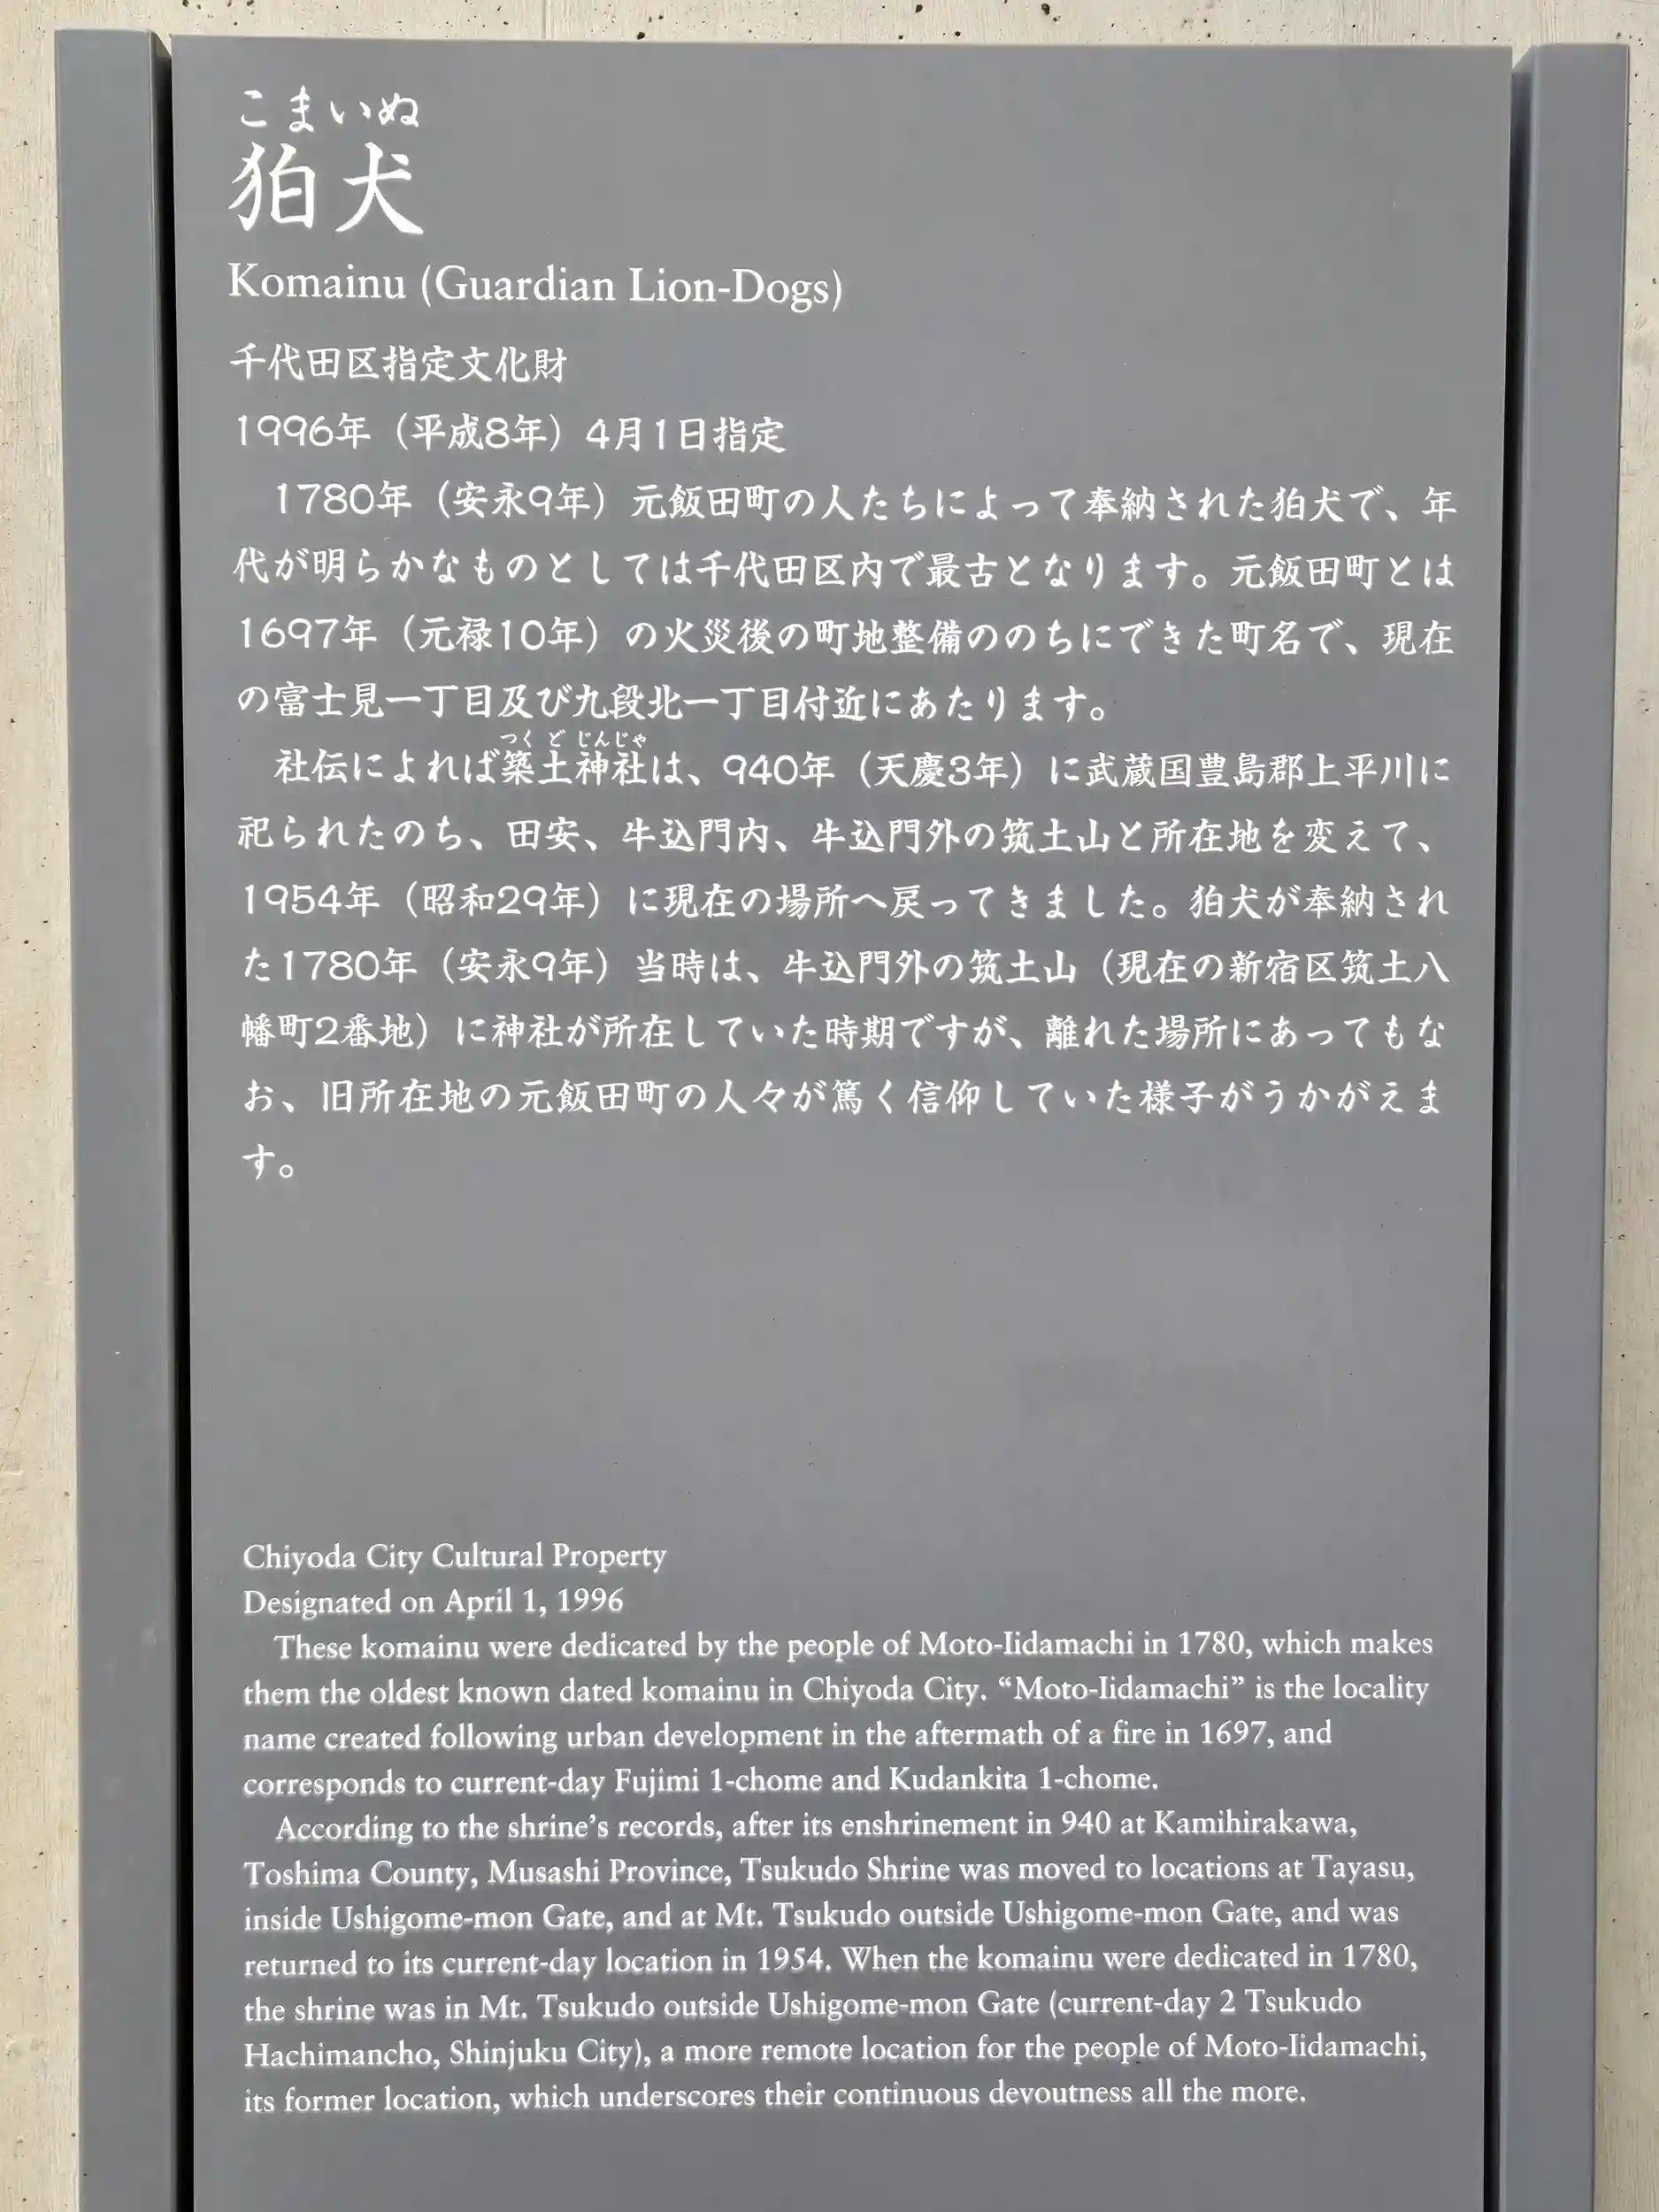 こまいぬ
狛犬
Komainu (Guardian Lion-Dogs)
千代田区指定文化財
1996年（平成8年）4月1日指定
1780年（安永9年）元飯田町の人たちによって奉納された狛犬で、年
代が明らかなものとしては千代田区内で最古となります。元飯田町とは
1697年（元禄10年）の火災後の町地整備ののちにできた町名で、現在
の富士見一丁目及び九段北一丁目付近にあたります。
つくどじんじゃ
社伝によれば築土神社は、940年（天慶3年）に武蔵国豊島郡上平川に
祀られたのち、田安、牛込門内、牛込門外の筑土山と所在地を変えて、
1954年（昭和29年）に現在の場所へ戻ってきました。狛犬が奉納され
た1780年（安永9年）当時は、牛込門外の筑土山（現在の新宿区筑土八
幡町2番地）に神社が所在していた時期ですが、離れた場所にあってもな
お、旧所在地の元飯田町の人々が篤く信仰していた様子がうかがえま
す。
Chiyoda City Cultural Property
Designated on April 1, 1996
These komainu were dedicated by the people of Moto-Iidamachi in 1780, which makes
them the oldest known dated komainu in Chiyoda City. “Moto-Iidamachi” is the locality
name created following urban development in the aftermath of a fire in 1697, and
corresponds to current-day Fujimi 1-chome and Kudankita 1-chome.
According to the shrine’s records, after its enshrinement in 940 at Kamihirakawa,
Toshima County, Musashi Province, Tsukudo Shrine was moved to locations at Tayasu,
inside Ushigome-mon Gate, and at Mt. Tsukudo outside Ushigome-mon Gate, and was
returned to its current-day location in 1954. When the komainu were dedicated in 1780,
the shrine was in Mt. Tsukudo outside Ushigome-mon Gate (current-day 2 Tsukudo
Hachimancho, Shinjuku City), a more remote location for the people of Moto-Iidamachi,
its former location, which underscores their continuous devoutness all the more.